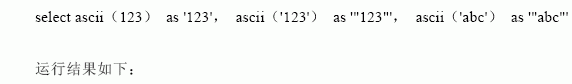 select ascii（123） as '123'， ascii（'123'） as '"123"'， ascii（'abc'） as '"abc"'
运行结果如下：